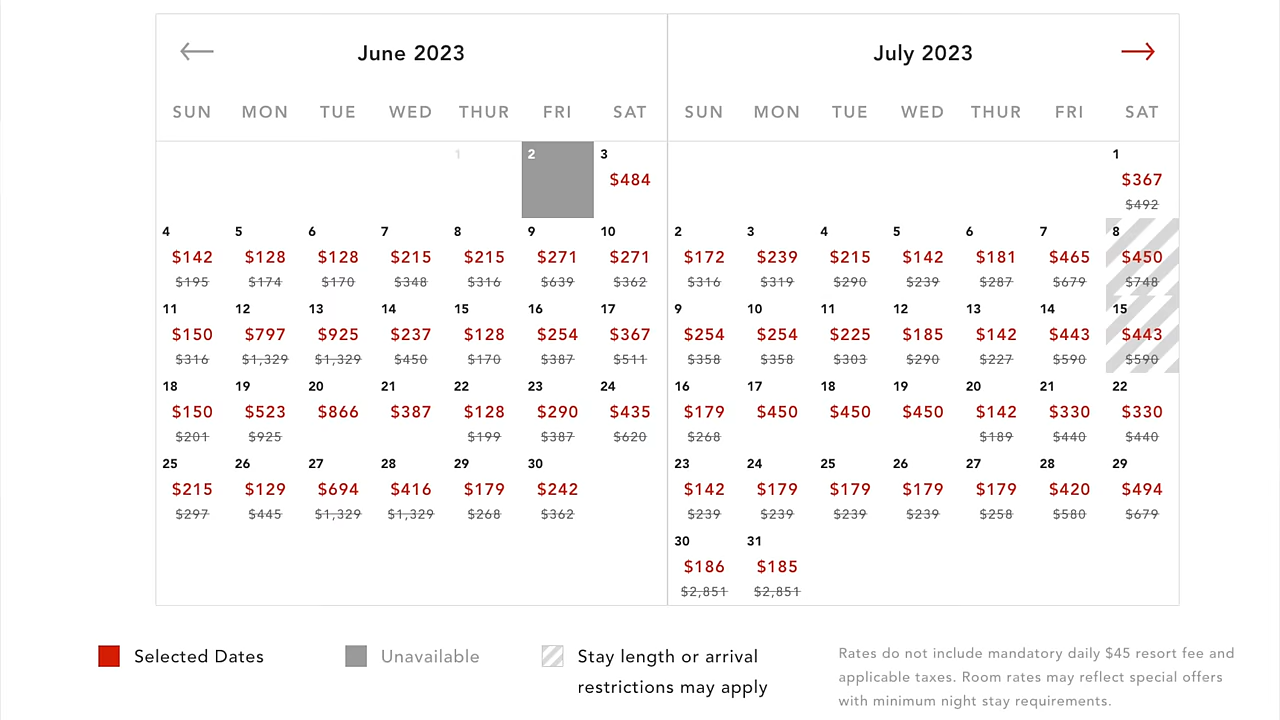 June 2023
July 2023
SUN MON TUE WED THUR FRI SAT
SUN MON TUE WED THUR FRI SAT
1 2 3
$484
1
$367
$492
4 5 6 7 8 9 10
$142 $128 $128 $215 $215 $271 $271
$195 $174 $170 $348 $316 $639 $362
2 3 4 5 6 7 8
$172 $239 $215 $142 $181 $465 $450
$316 $319 $290 $239 $287 $679 $748
11 12 13 14 15 16 17
$150 $797 $925 $237 $128 $254 $367
$316 $1,329 $1,329 $450 $170 $387 $511
9 10 11 12 13 14 15
$254 $254 $225 $185 $142 $443 $443
$358 $358 $303 $290 $227 $590 $590
18 19 20 21 22 23 24
$150 $523 $866 $387 $128 $290 $435
$201 $925 $199 $387 $620
16 17 18 19 20 21 22
$179 $450 $450 $450 $142 $330 $330
$268 $189 $440 $440
25 26 27 28 29 30
$215 $129 $694 $416 $179 $242
$297 $445 $1,329 $1,329 $268 $362
23 24 25 26 27 28 29
$142 $179 $179 $179 $179 $420 $494
$239 $239 $239 $239 $258 $580 $679
30 31
$186 $185
$2,851 $2,851
Selected Dates
Unavailable
Stay length or arrival
restrictions may apply
Rates do not include mandatory daily $45 resort fee and
applicable taxes. Room rates may reflect special offers
with minimum night stay requirements.